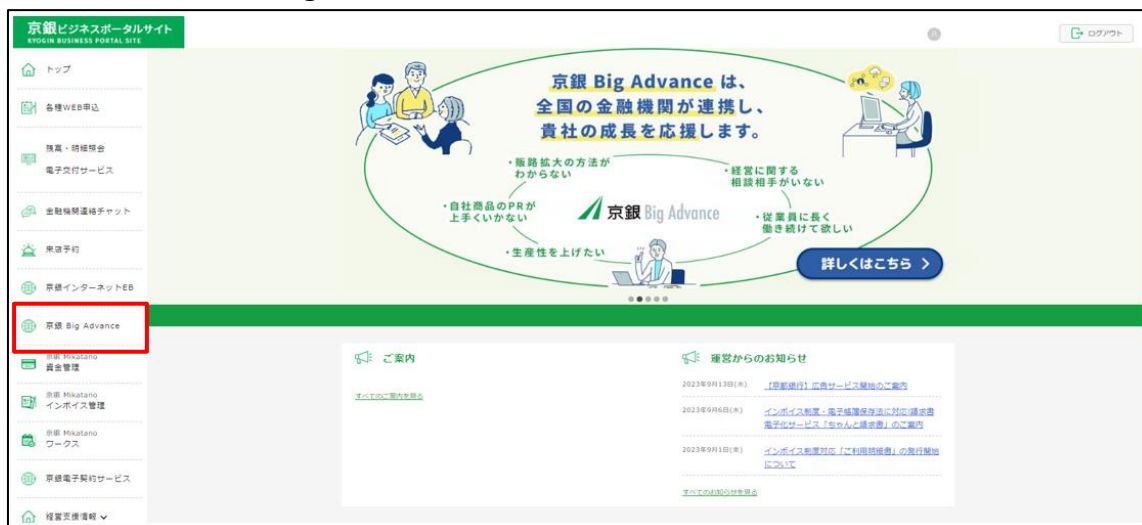 京銀ビジネスポータルサイト
KYOGIN BUSINESS PORTAL SITE
ログアウト
トップ
各種WEB申込
残高・明細照会
電子交付サービス
金融機関連絡チャット
来店予約
京銀インターネットEB
京銀 Big Advance
京銀 Mikatano
資金管理
京銀 Mikatano
インボイス管理
京銀 Mikatano
ワークス
京銀電子契約サービス
経営支援情報
京銀 Big Advance は、
全国の金融機関が連携し、
貴社の成長を応援します。
・販路拡大の方法が
わからない
・経営に関する
相談相手がいない
・自社商品のPRが
上手くいかない
京銀 Big Advance
・従業員に長く
働き続けて欲しい
・生産性を上げたい
詳しくはこちら
ご案内
すべてのご案内を見る
運営からのお知らせ
2023年9月13日(水)
【京都銀行】広告サービス開始のご案内
2023年9月6日(水)
インボイス制度・電子帳簿保存法に対応!請求書
電子化サービス「ちゃんと請求書」のご案内
2023年9月1日(金)
インボイス制度対応「ご利用明細書」の発行開始
について
すべてのお知らせを見る